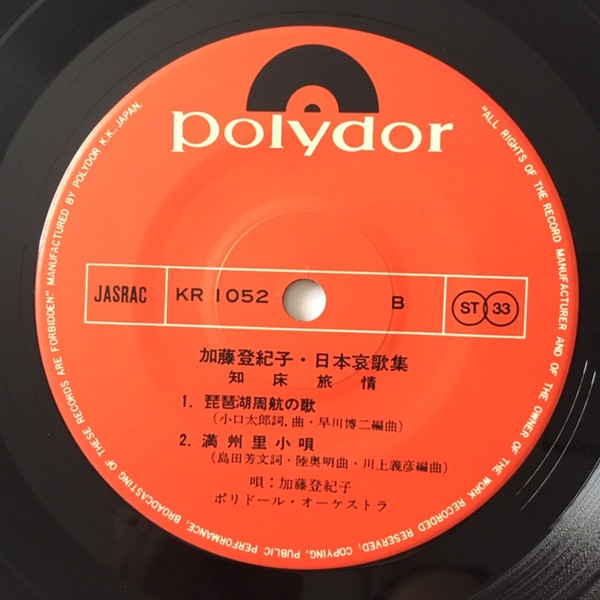 polydor
JASRAC KR 1052 B ST 33
加藤登紀子・日本哀歌集
知床旅情
1. 琵琶湖周航の歌
(小口太郎詞,曲・早川博二編曲)
2. 満州里小唄
(島田芳文詞・陸奥明曲・川上義彦編曲)
唄:加藤登紀子
ポリドール・オーケストラ
"ALL RIGHTS OF THE RECORD MANUFACTURER AND OF THE OWNER OF THE WORK RECORDED RESERVED; COPYING, PUBLIC PERFORMANCE, BROADCASTING OF THESE RECORDS ARE FORBIDDEN" MANUFACTURED BY POLYDOR K.K., JAPAN.